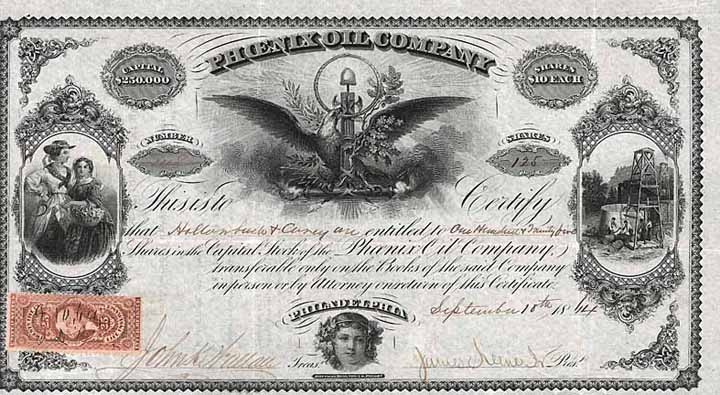 PHŒNIX OIL COMPANY
CAPITAL
$250.000
SHARES
$10 EACH
NUMBER
SHARES
125
This is to Certify
that Hollenbush & Carey are entitled to One Hundred & Twenty five
Shares in the Capital Stock of the Phœnix Oil Company,
transferable only on the Books of the said Company
in person or by Attorney on return of this Certificate.
PHILADELPHIA
September 10th 1864
Treas.
James Pres.